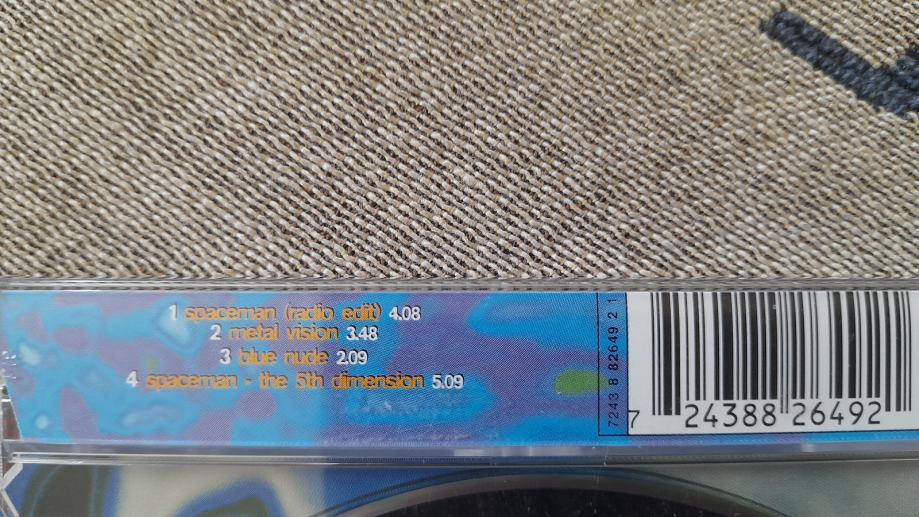 1 spaceman (radio edit) 4.08
2 metal vision 3.48
3 blue nude 2.09
4 spaceman - the 5th dimension 5.09
7243 8 82649 2 1
7 24388 26492